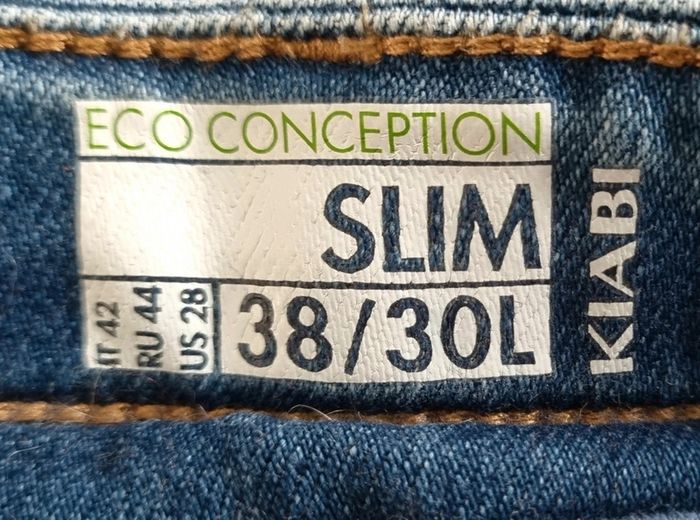 ECO CONCEPTION
SLIM
IT 42
RU 44
US 28
38/30L
KIABI